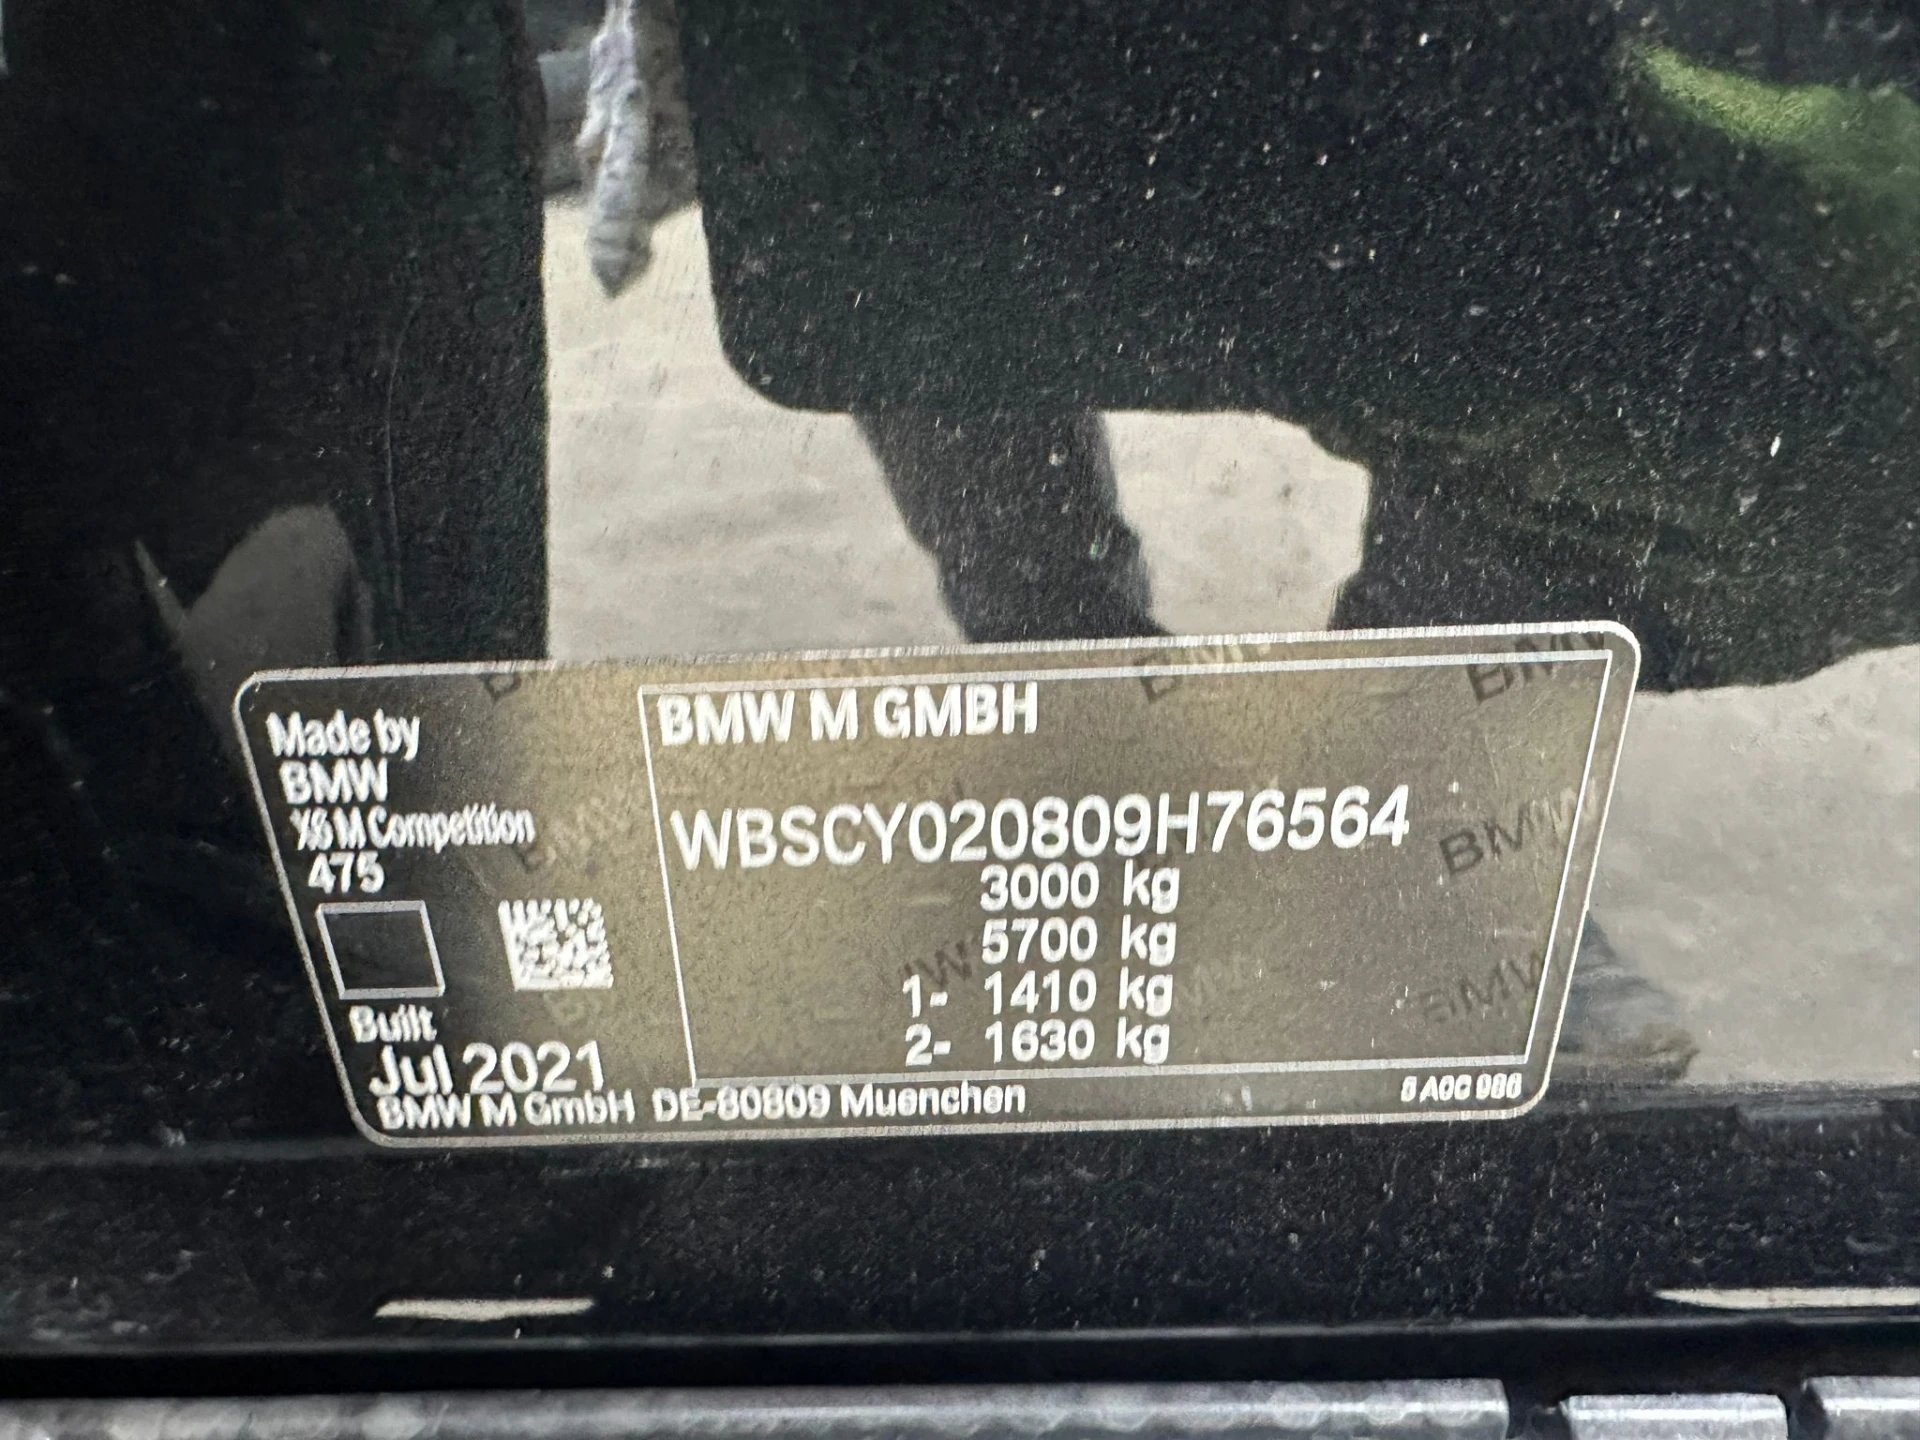 Made by
BMW
X6 M Competition
475
Built
Jul 2021
BMW M GMBH
WBSCY020809H76564
3000 kg
5700 kg
1- 1410 kg
2- 1630 kg
BMW M GmbH DE-80809 Muenchen